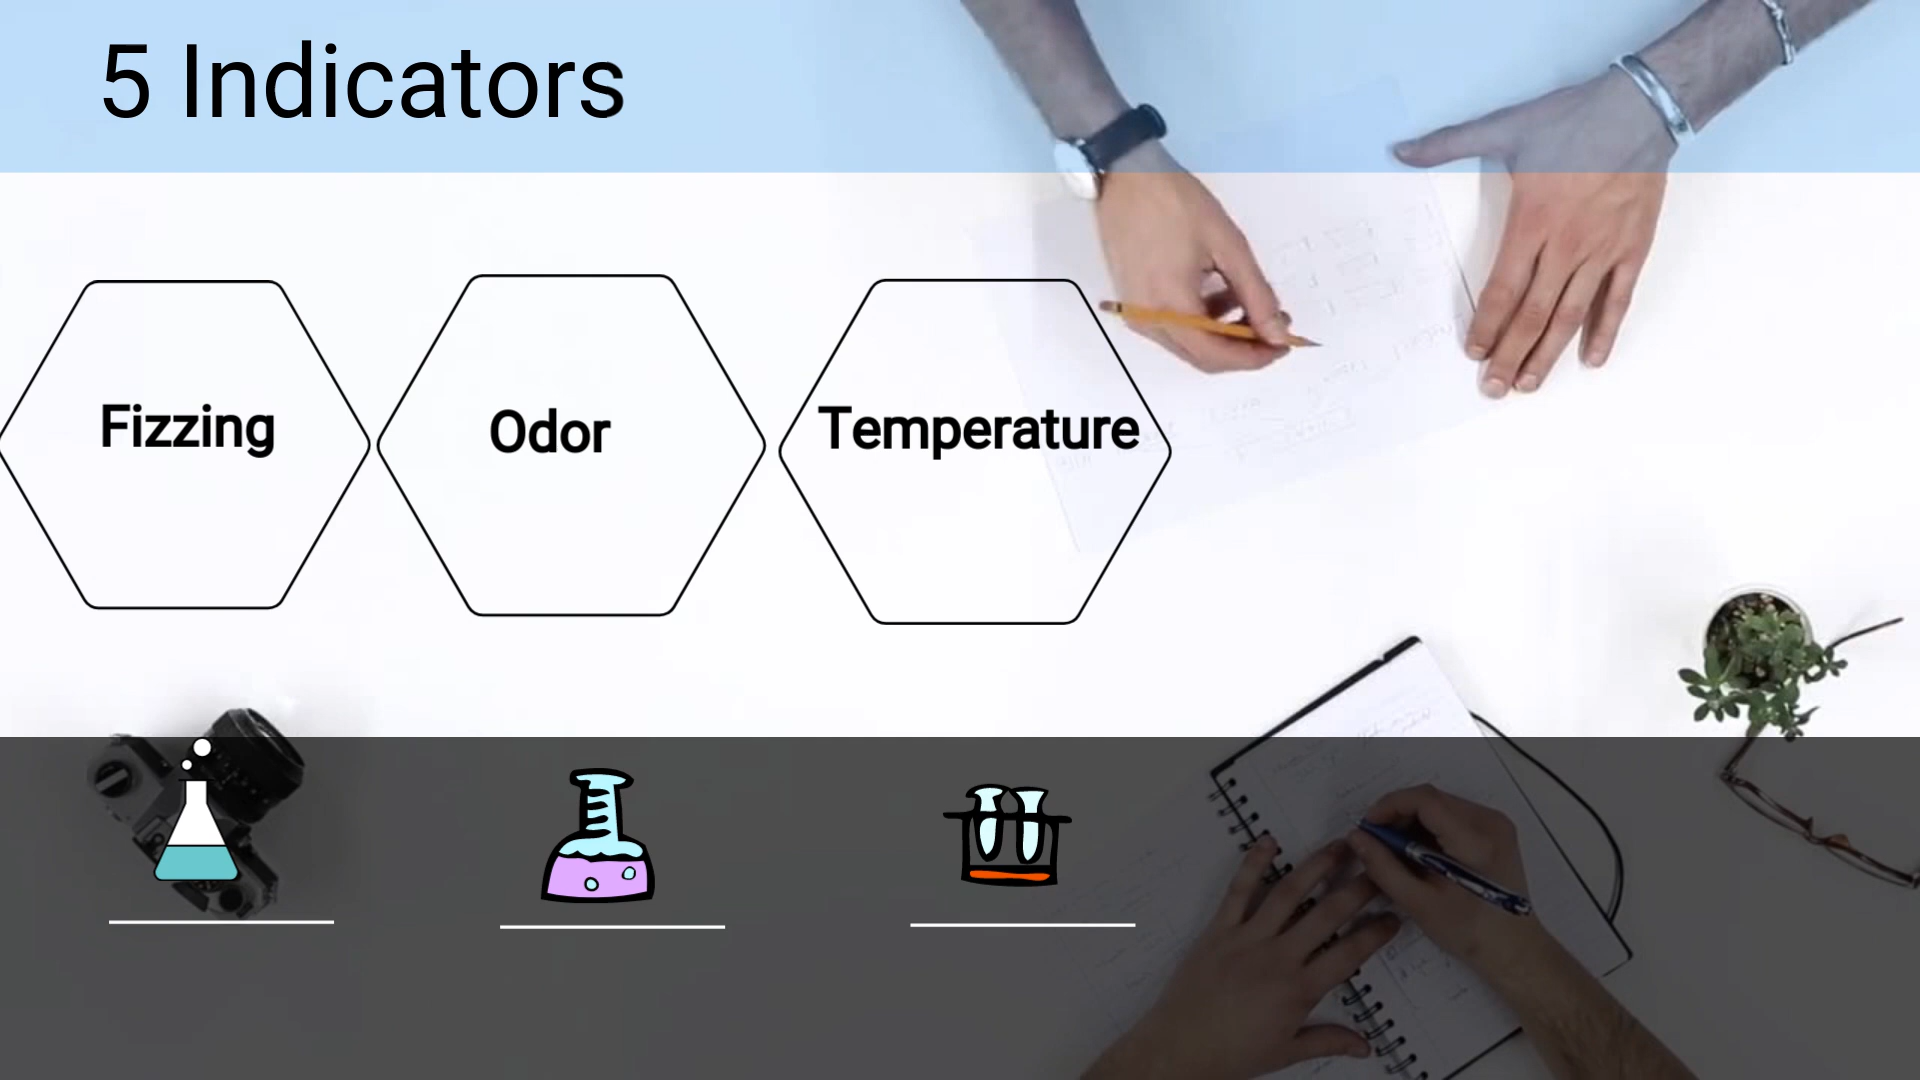 5 Indicators
Fizzing
Odor
Temperature